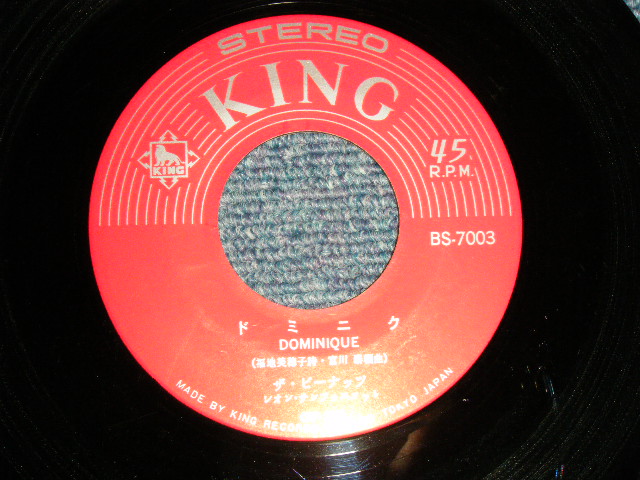 STEREO
KING
KING
45
R.P.M.
BS-7003
ドミニク
DOMINIQUE
ザ・ピーナッツ
MADE BY KING RECORD TOKYO JAPAN